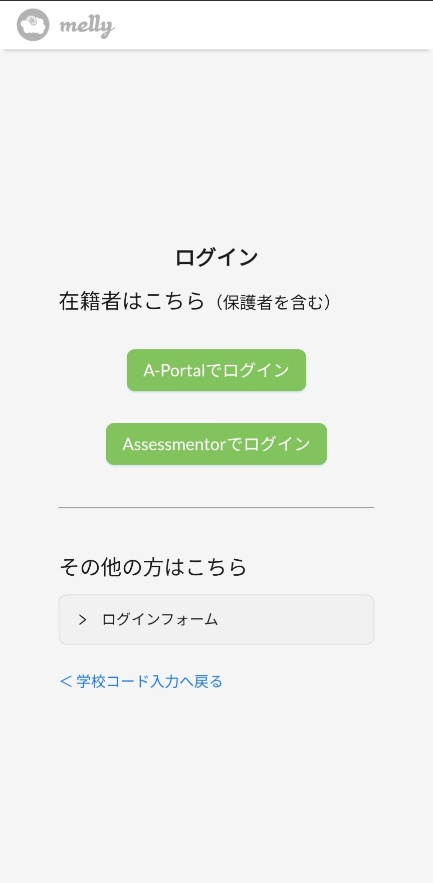 melly
ログイン
在籍者はこちら（保護者を含む）
A-Portalでログイン
Assessmentorでログイン
その他の方はこちら
> ログインフォーム
< 学校コード入力へ戻る